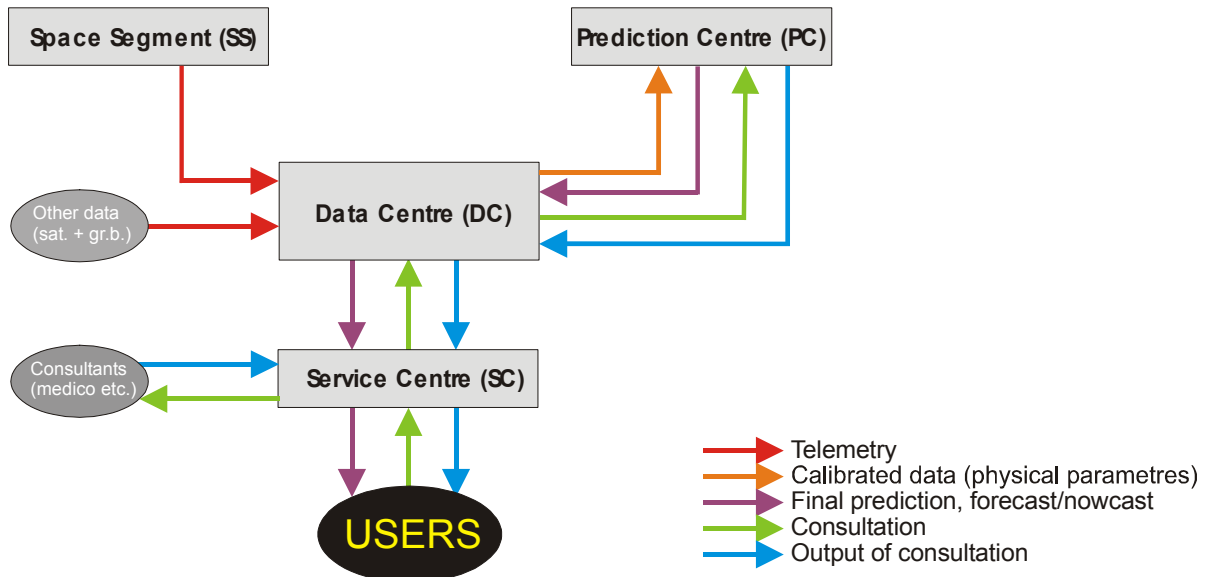 Space Segment (SS)
Prediction Centre (PC)
Data Centre (DC)
Other data
(sat. + gr.b.)
Consultants
(medico etc.)
Service Centre (SC)
USERS
Telemetry
Calibrated data (physical parametres)
Final prediction, forecast/nowcast
Consultation
Output of consultation